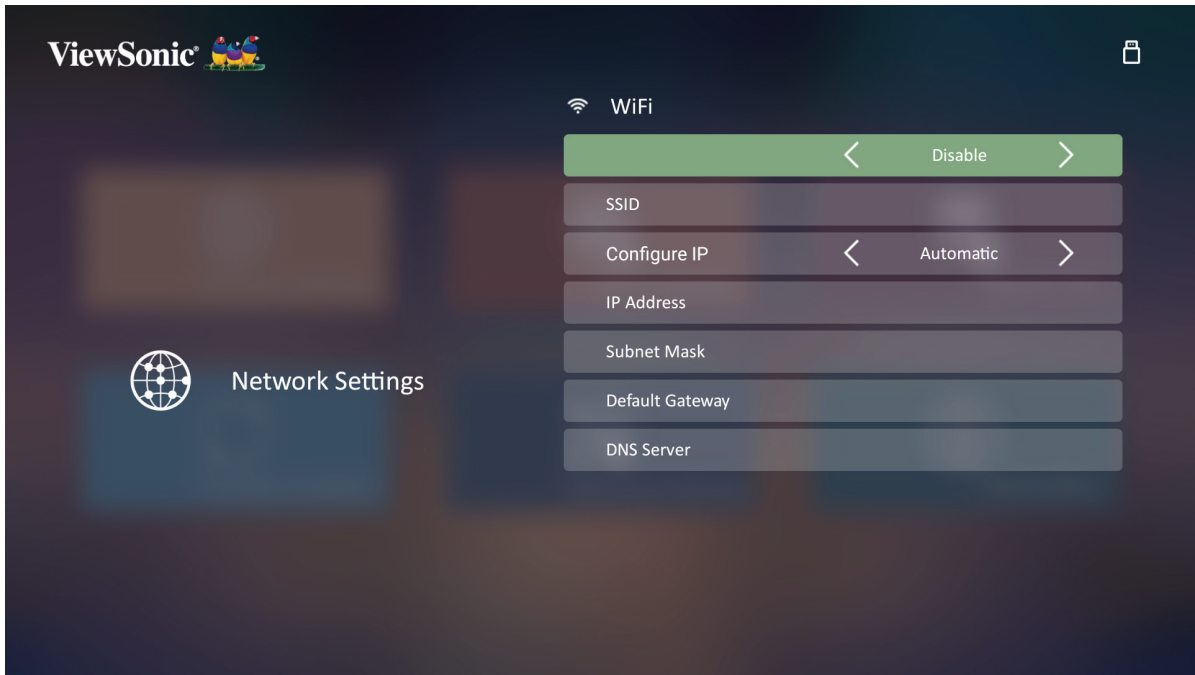 ViewSonic®
WiFi
Disable
SSID
Configure IP Automatic
IP Address
Subnet Mask
Network Settings
Default Gateway
DNS Server